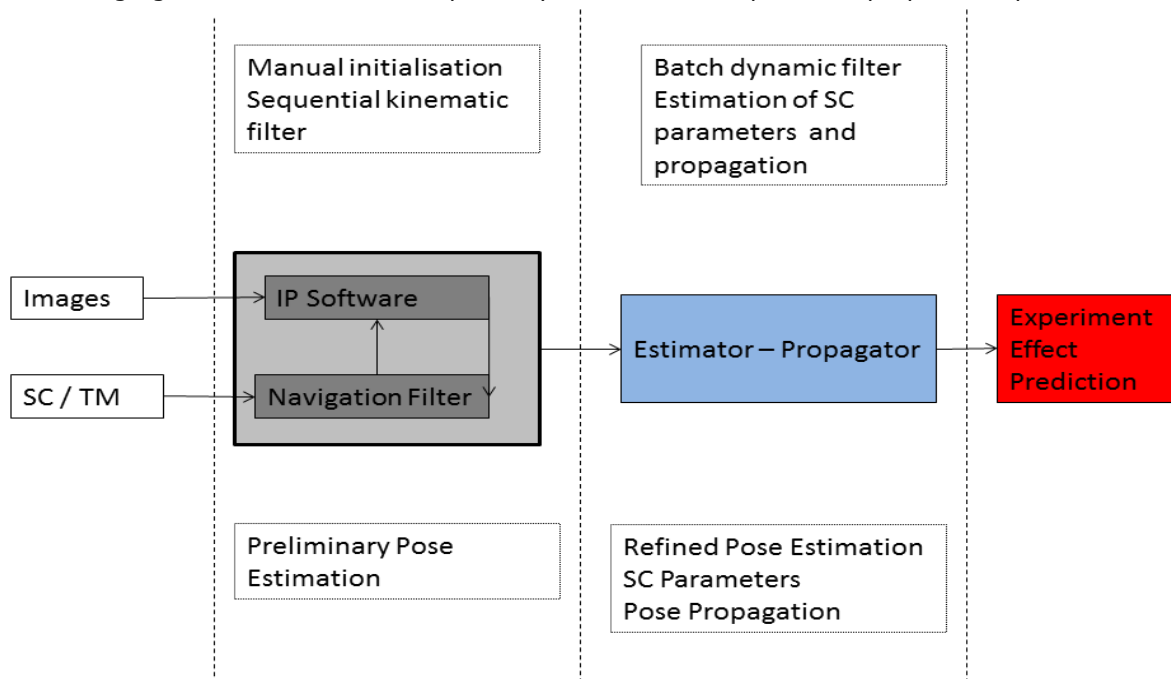 Manual initialisation
Sequential kinematic
filter
Batch dynamic filter
Estimation of SC
parameters and
propagation
Images
IP Software
SC / TM
Navigation Filter
Estimator – Propagator
Experiment
Effect
Prediction
Preliminary Pose
Estimation
Refined Pose Estimation
SC Parameters
Pose Propagation